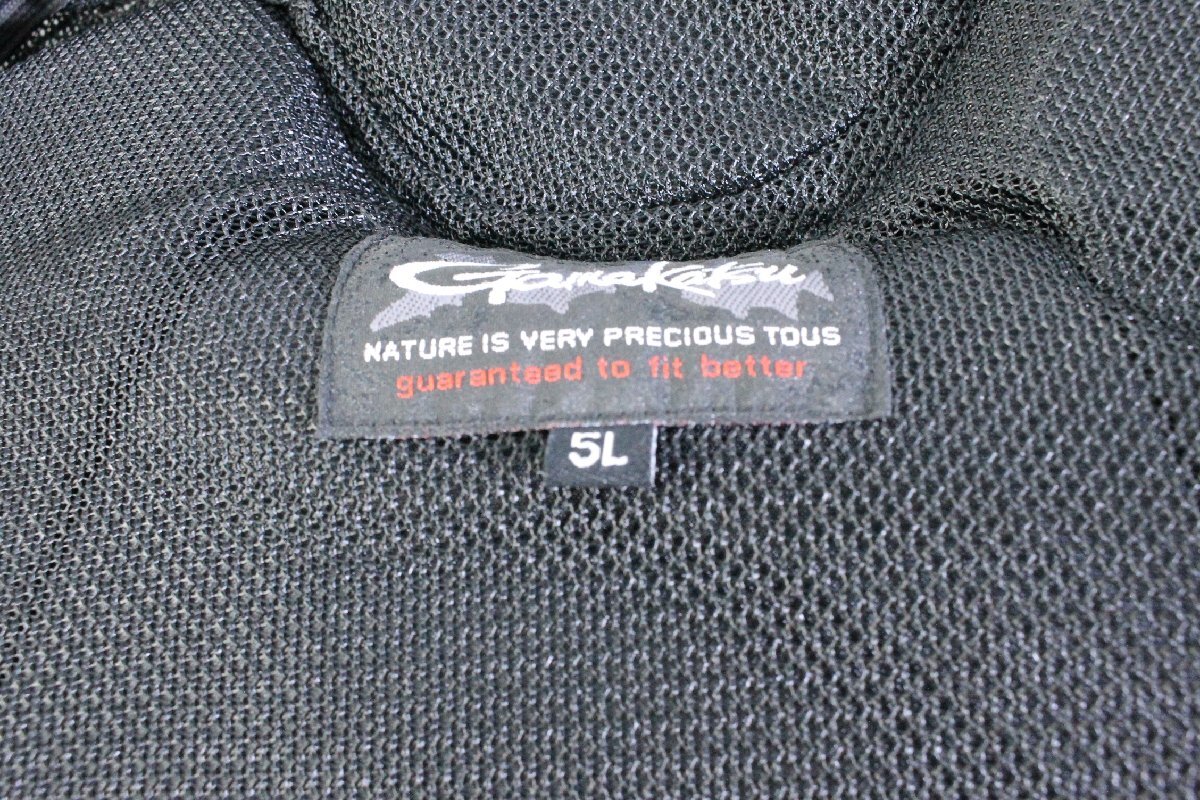 Gamakatsu
NATURE IS VERY PRECIOUS TOUS
guaranteed to fit better
5L